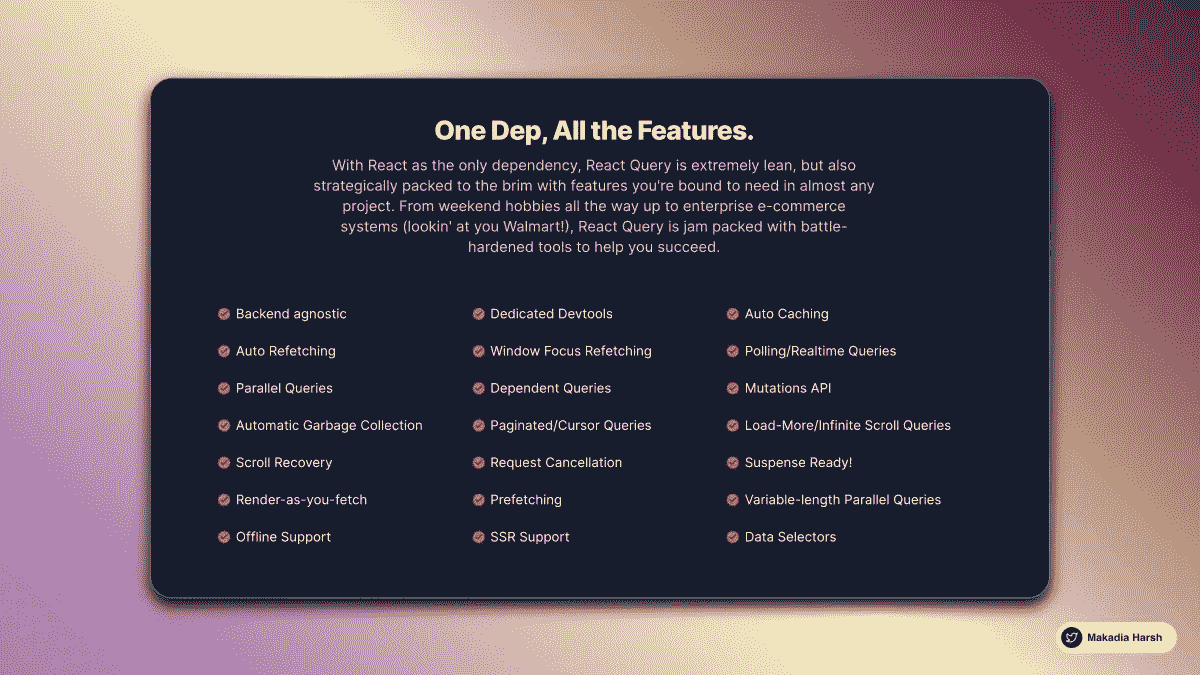 One Dep, All the Features.
With React as the only dependency, React Query is extremely lean, but also
strategically packed to the brim with features you're bound to need in almost any
project. From weekend hobbies all the way up to enterprise e-commerce
systems (lookin' at you Walmart!), React Query is jam packed with battle-
hardened tools to help you succeed.
Backend agnostic
Dedicated Devtools
Auto Caching
Auto Refetching
Window Focus Refetching
Polling/Realtime Queries
Parallel Queries
Dependent Queries
Mutations API
Automatic Garbage Collection
Paginated/Cursor Queries
Load-More/Infinite Scroll Queries
Scroll Recovery
Request Cancellation
Suspense Ready!
Render-as-you-fetch
Prefetching
Variable-length Parallel Queries
Offline Support
SSR Support
Data Selectors
Makadia Harsh